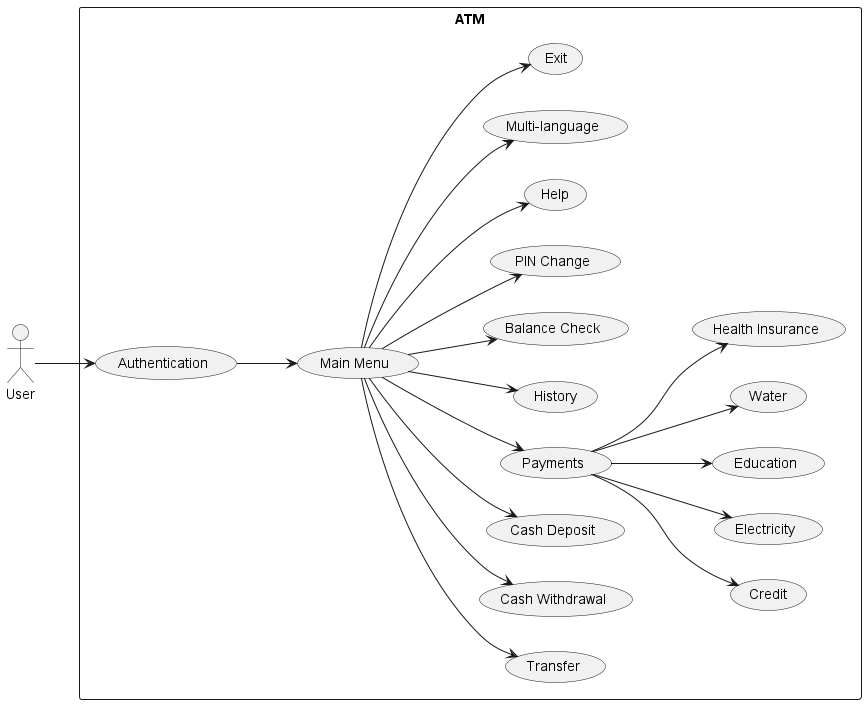 ATM
Exit
Multi-language
Help
PIN Change
Balance Check
Health Insurance
User
Authentication
Main Menu
History
Water
Payments
Education
Cash Deposit
Electricity
Cash Withdrawal
Credit
Transfer